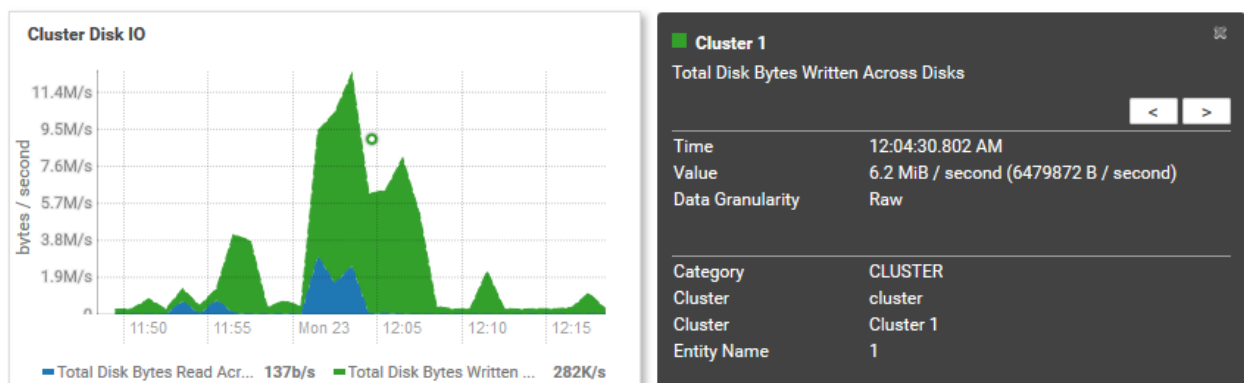 Cluster Disk IO
bytes / second
11.4M/s
9.5M/s
7.6M/s
5.7M/s
3.8M/s
1.9M/s
0
11:50 11:55 Mon 23 12:05 12:10 12:15
Total Disk Bytes Read Acr... 137b/s Total Disk Bytes Written ... 282K/s
Cluster 1
Total Disk Bytes Written Across Disks
< >
Time 12:04:30.802 AM
Value 6.2 MiB / second (6479872 B / second)
Data Granularity Raw
Category CLUSTER
Cluster cluster
Cluster Cluster 1
Entity Name 1